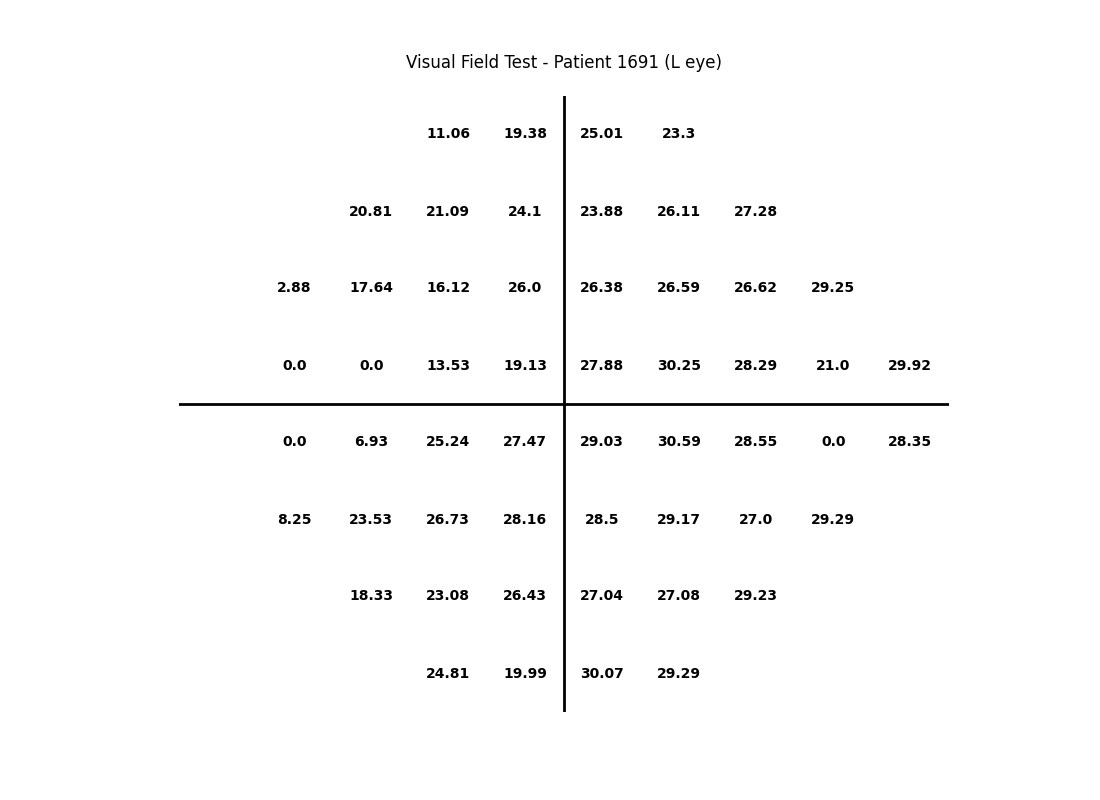 Visual Field Test - Patient 1691 (L eye)
11.06 19.38 25.01 23.3
20.81 21.09 24.1 23.88 26.11 27.28
2.88 17.64 16.12 26.0 26.38 26.59 26.62 29.25
0.0 0.0 13.53 19.13 27.88 30.25 28.29 21.0 29.92
0.0 6.93 25.24 27.47 29.03 30.59 28.55 0.0 28.35
8.25 23.53 26.73 28.16 28.5 29.17 27.0 29.29
18.33 23.08 26.43 27.04 27.08 29.23
24.81 19.99 30.07 29.29